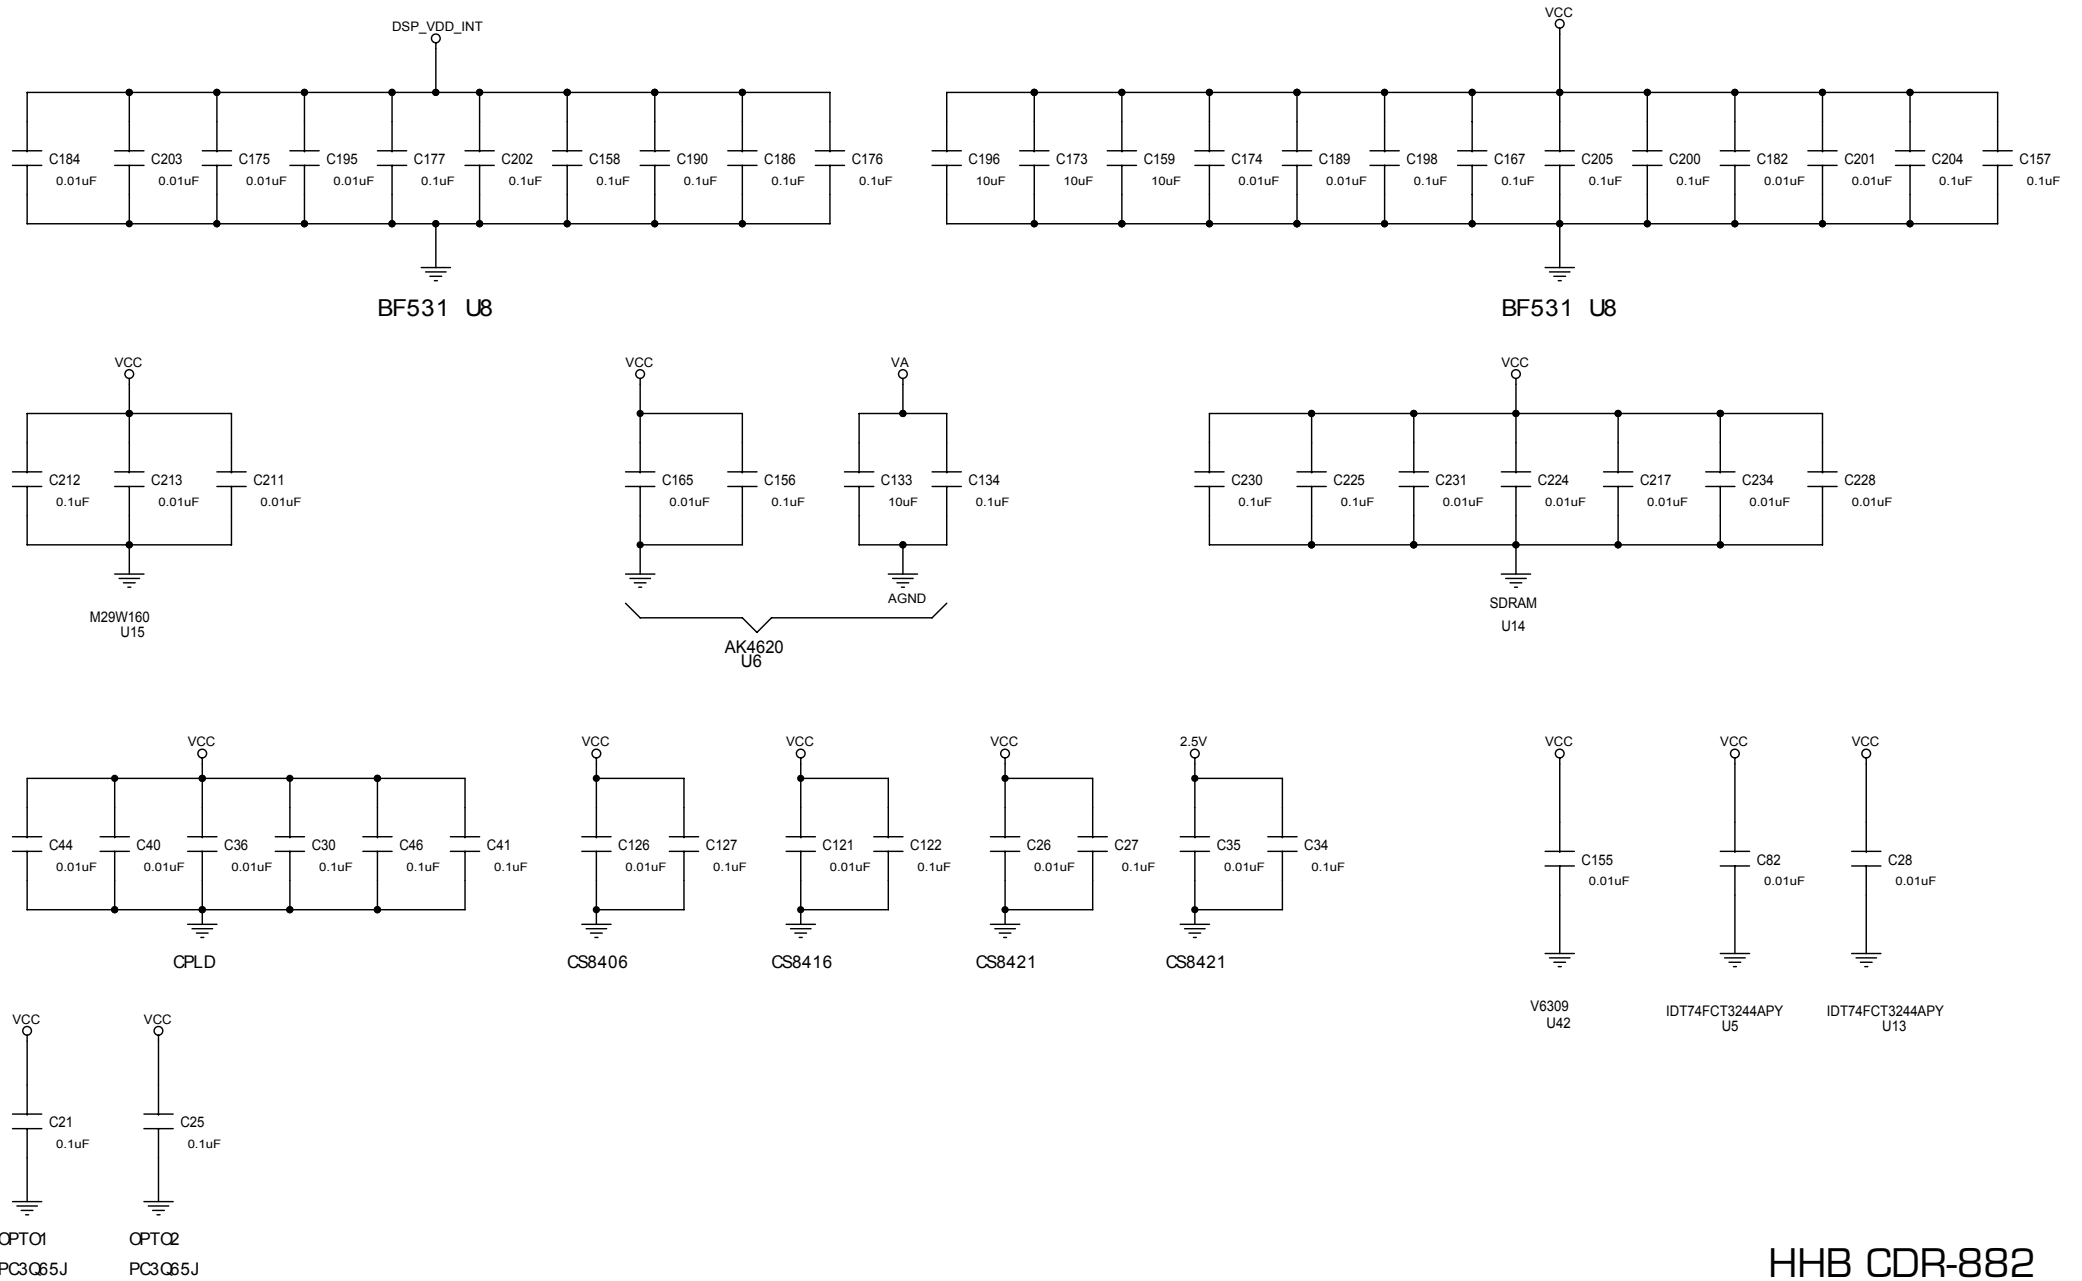 DSP_VDD_INT
VCC
C184 C203 C175 C195 C177 C202 C158 C190 C186 C176 C196 C173 C159 C174 C189 C198 C167 C205 C200 C182 C201 C204 C157
0.01uF 0.01uF 0.01uF 0.01uF 0.1uF 0.1uF 0.1uF 0.1uF 0.1uF 0.1uF 10uF 10uF 10uF 0.01uF 0.01uF 0.1uF 0.1uF 0.1uF 0.1uF 0.01uF 0.01uF 0.1uF 0.1uF
BF531 U8 BF531 U8
VCC VCC VA VCC
C212 C213 C211 C165 C156 C133 C134 C230 C225 C231 C224 C217 C234 C228
0.1uF 0.01uF 0.01uF 0.01uF 0.1uF 10uF 0.1uF 0.1uF 0.1uF 0.01uF 0.01uF 0.01uF 0.01uF 0.01uF
AGND SDRAM
M29W160 U14
U15
AK4620
U6
VCC VCC VCC VCC 2.5V VCC VCC VCC
C44 C40 C36 C30 C46 C41 C126 C127 C121 C122 C26 C27 C35 C34
0.01uF 0.01uF 0.01uF 0.1uF 0.1uF 0.1uF 0.01uF 0.1uF 0.01uF 0.1uF 0.01uF 0.1uF 0.01uF 0.1uF
C155 C82 C28
0.01uF 0.01uF 0.01uF
CPLD CS8406 CS8416 CS8421 CS8421
V6309 IDT74FCT3244APY IDT74FCT3244APY
U42 U5 U13
VCC VCC
C21 C25
0.1uF 0.1uF
OPTO1 OPTO2
PC3Q65J PC3Q65J
HHB CDR-882